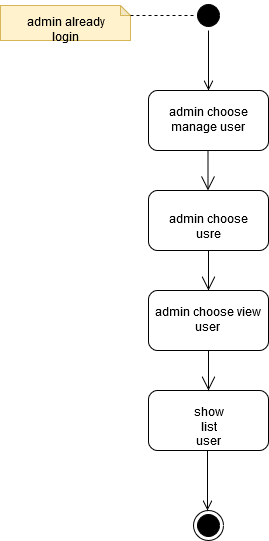 admin already
login
admin choose
manage user
admin choose
usre
admin choose view
user
show
list
user